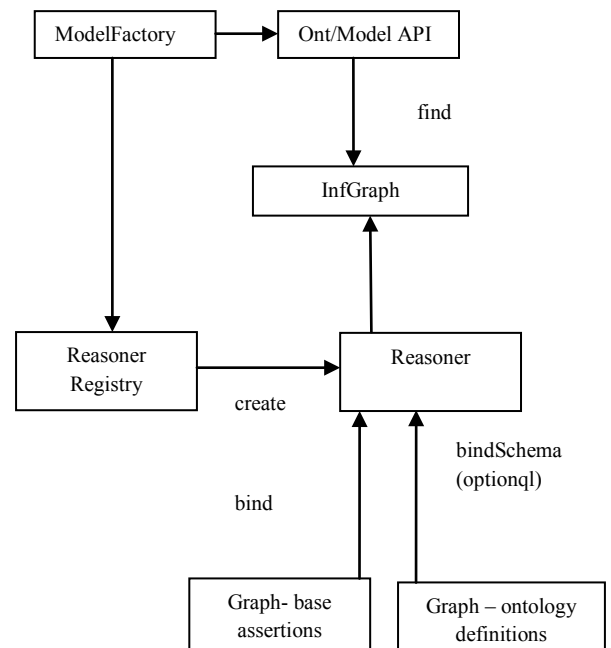 ModelFactory
Ont/Model API
find
InfGraph
Reasoner
Registry
create
Reasoner
bind
bindSchema
(optionql)
Graph- base
assertions
Graph – ontology
definitions